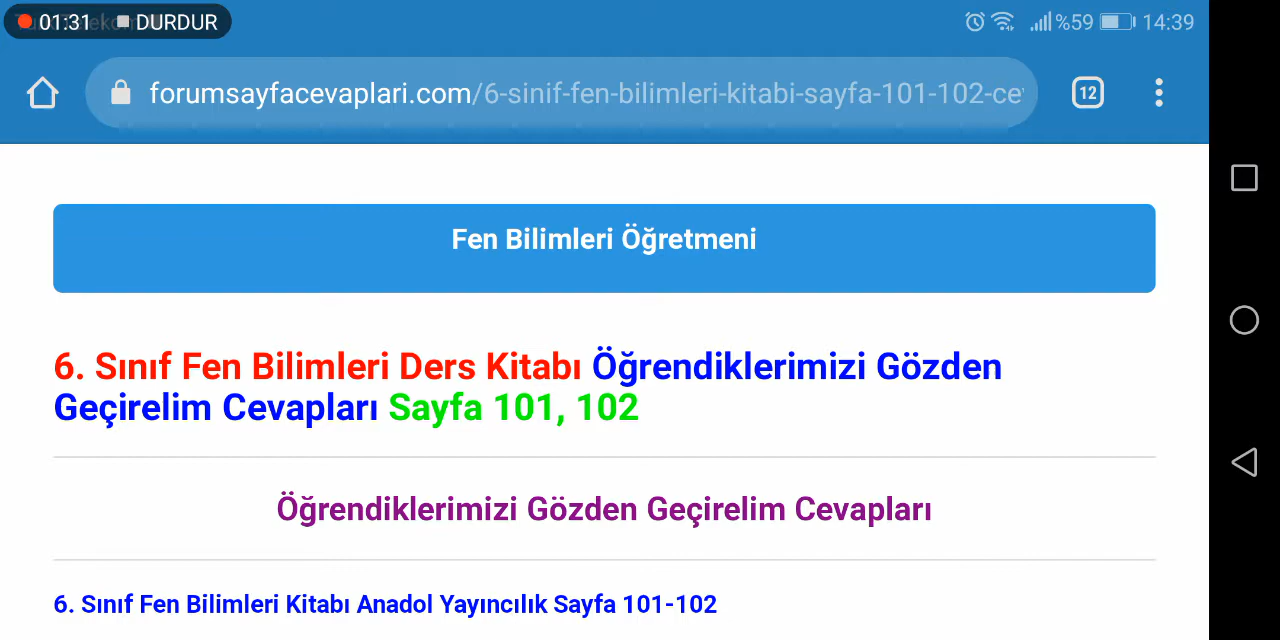 01:31 DURDUR %59 14:39
forumsayfacevaplari.com/6-sinif-fen-bilimleri-kitabi-sayfa-101-102-ce 12
Fen Bilimleri Öğretmeni
6. Sınıf Fen Bilimleri Ders Kitabı Öğrendiklerimizi Gözden
Geçirelim Cevapları Sayfa 101, 102
Öğrendiklerimizi Gözden Geçirelim Cevapları
6. Sınıf Fen Bilimleri Kitabı Anadol Yayıncılık Sayfa 101-102